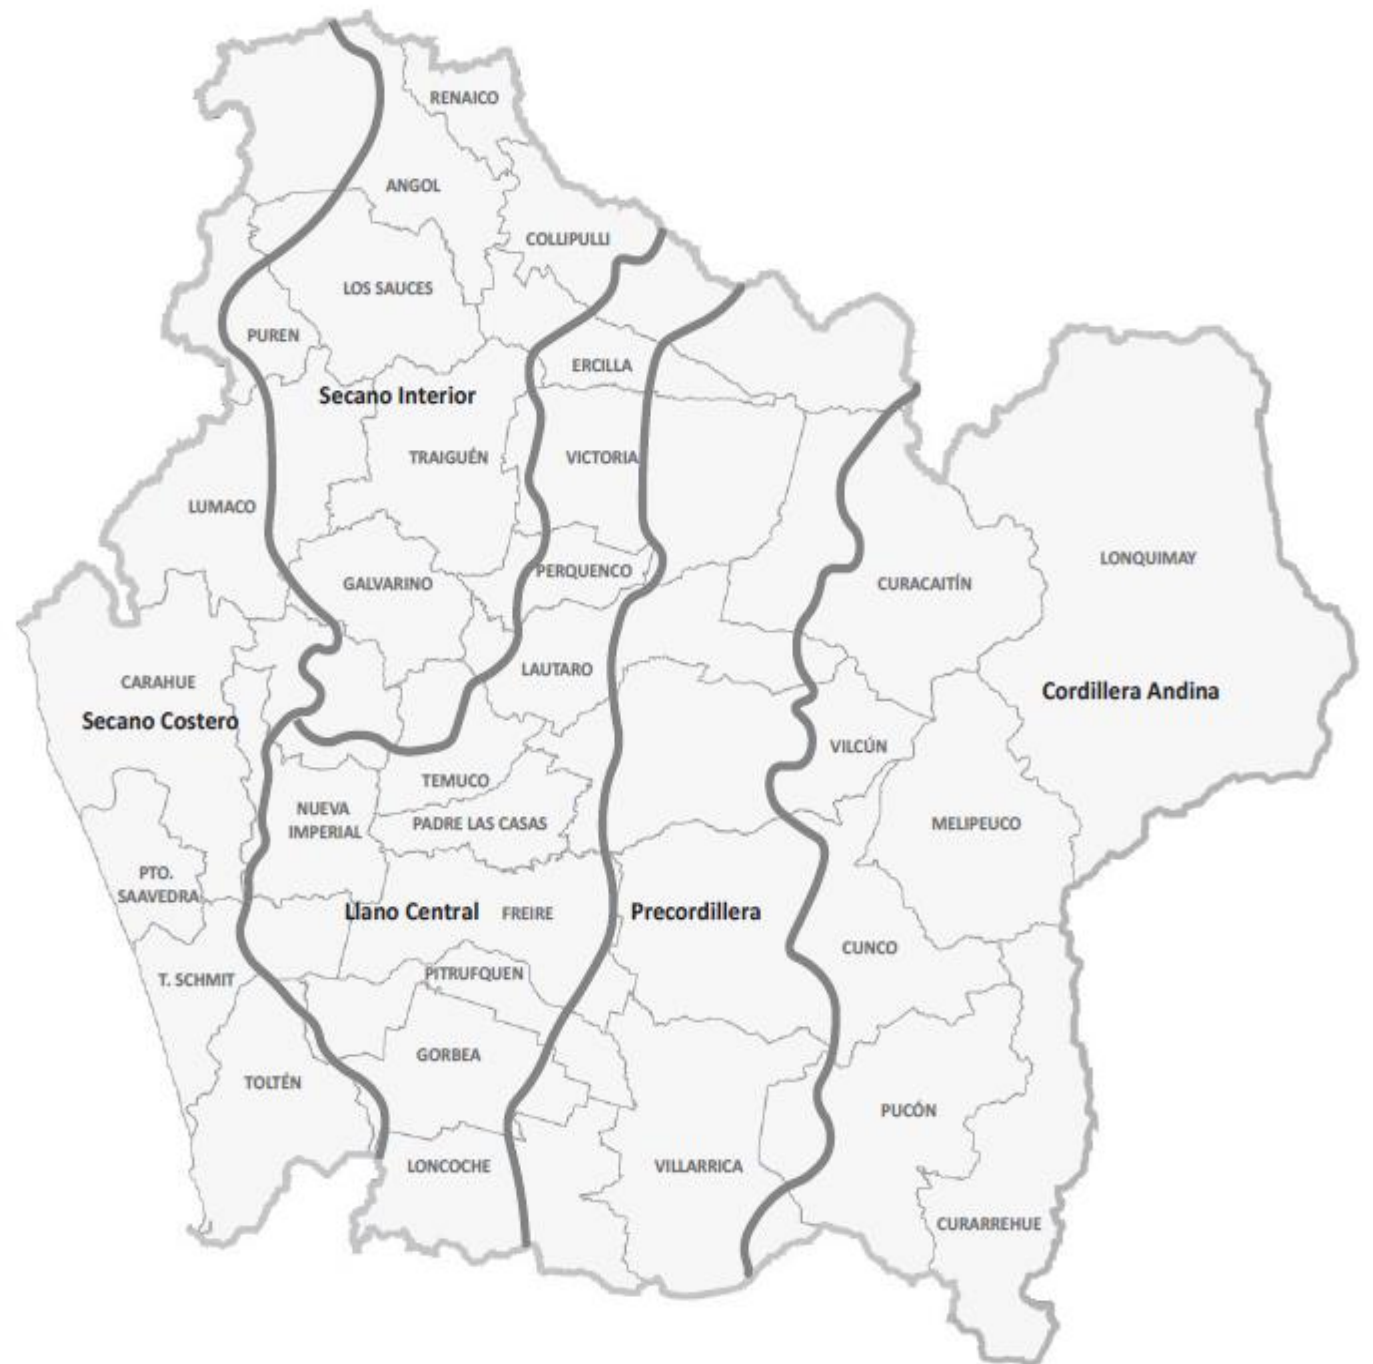 RENAICO
ANGOL
COLLIPULLI
LOS SAUCES
PUREN
ERCILLA
Secano Interior
TRAIGUÉN
VICTORIA
LUMACO
PERQUENCO
LONQUIMAY
GALVARINO
CURACAITÍN
LAUTARO
CARAHUE
Cordillera Andina
Secano Costero
VILCÚN
TEMUCO
NUEVA
IMPERIAL
PADRE LAS CASAS
MELIPEUCO
PTO.
SAAVEDRA
Llano Central
FREIRE
Precordillera
CUNCO
PITRUFQUEN
T. SCHMIT
GORBEA
TOLTÉN
PUCÓN
LONCOCHE
VILLARRICA
CURARREHUE